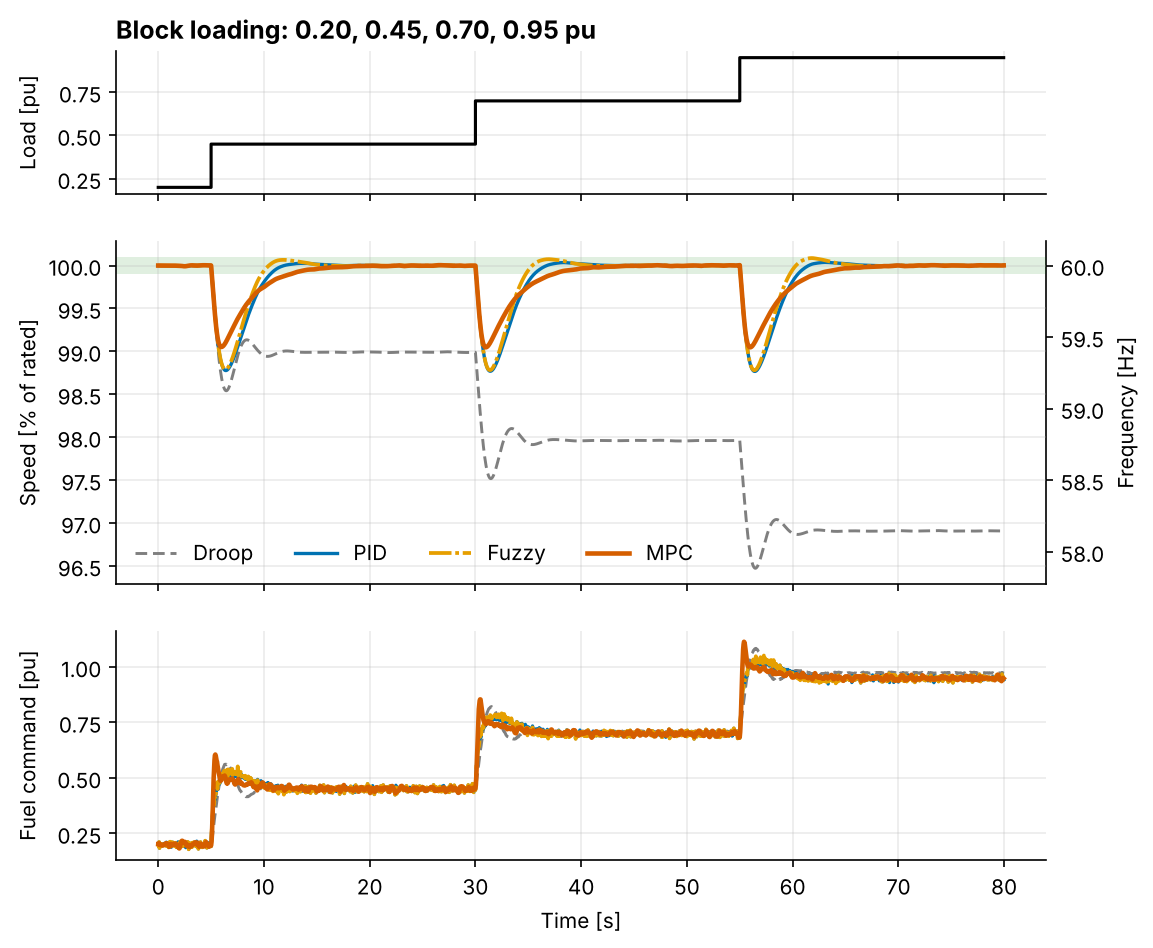 Block loading: 0.20, 0.45, 0.70, 0.95 pu
Load [pu]
0.75
0.50
0.25
Speed [% of rated]
100.0
99.5
99.0
98.5
98.0
97.5
97.0
96.5
Droop PID Fuzzy MPC
60.0
59.5
59.0
58.5
58.0
Frequency [Hz]
Fuel command [pu]
1.00
0.75
0.50
0.25
0 10 20 30 40 50 60 70 80
Time [s]